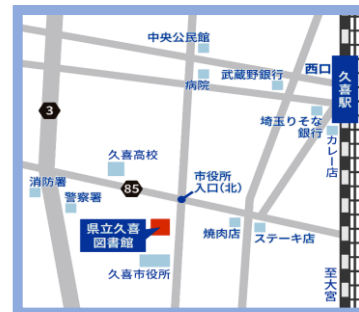 中央公民館
西口
武蔵野銀行
久喜駅
病院
3
埼玉りそな
銀行
カレー店
久喜高校
市役所
入口(北)
消防署
85
警察署
県立久喜
図書館
焼肉店
ステーキ店
久喜市役所
至大宮